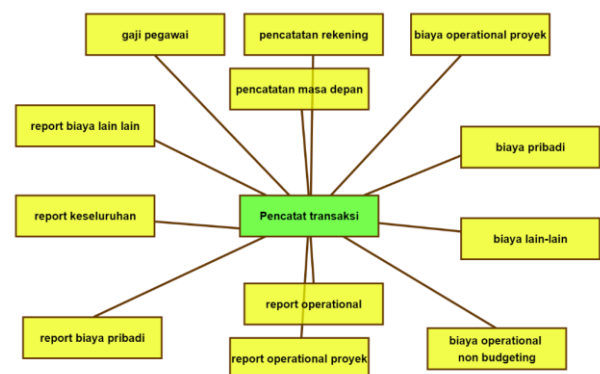 gaji pegawai
pencatatan rekening
biaya operational proyek
pencatatan masa depan
report biaya lain lain
biaya pribadi
report keseluruhan
Pencatat transaksi
biaya lain-lain
report operational
report biaya pribadi
report operational proyek
biaya operational
non budgeting